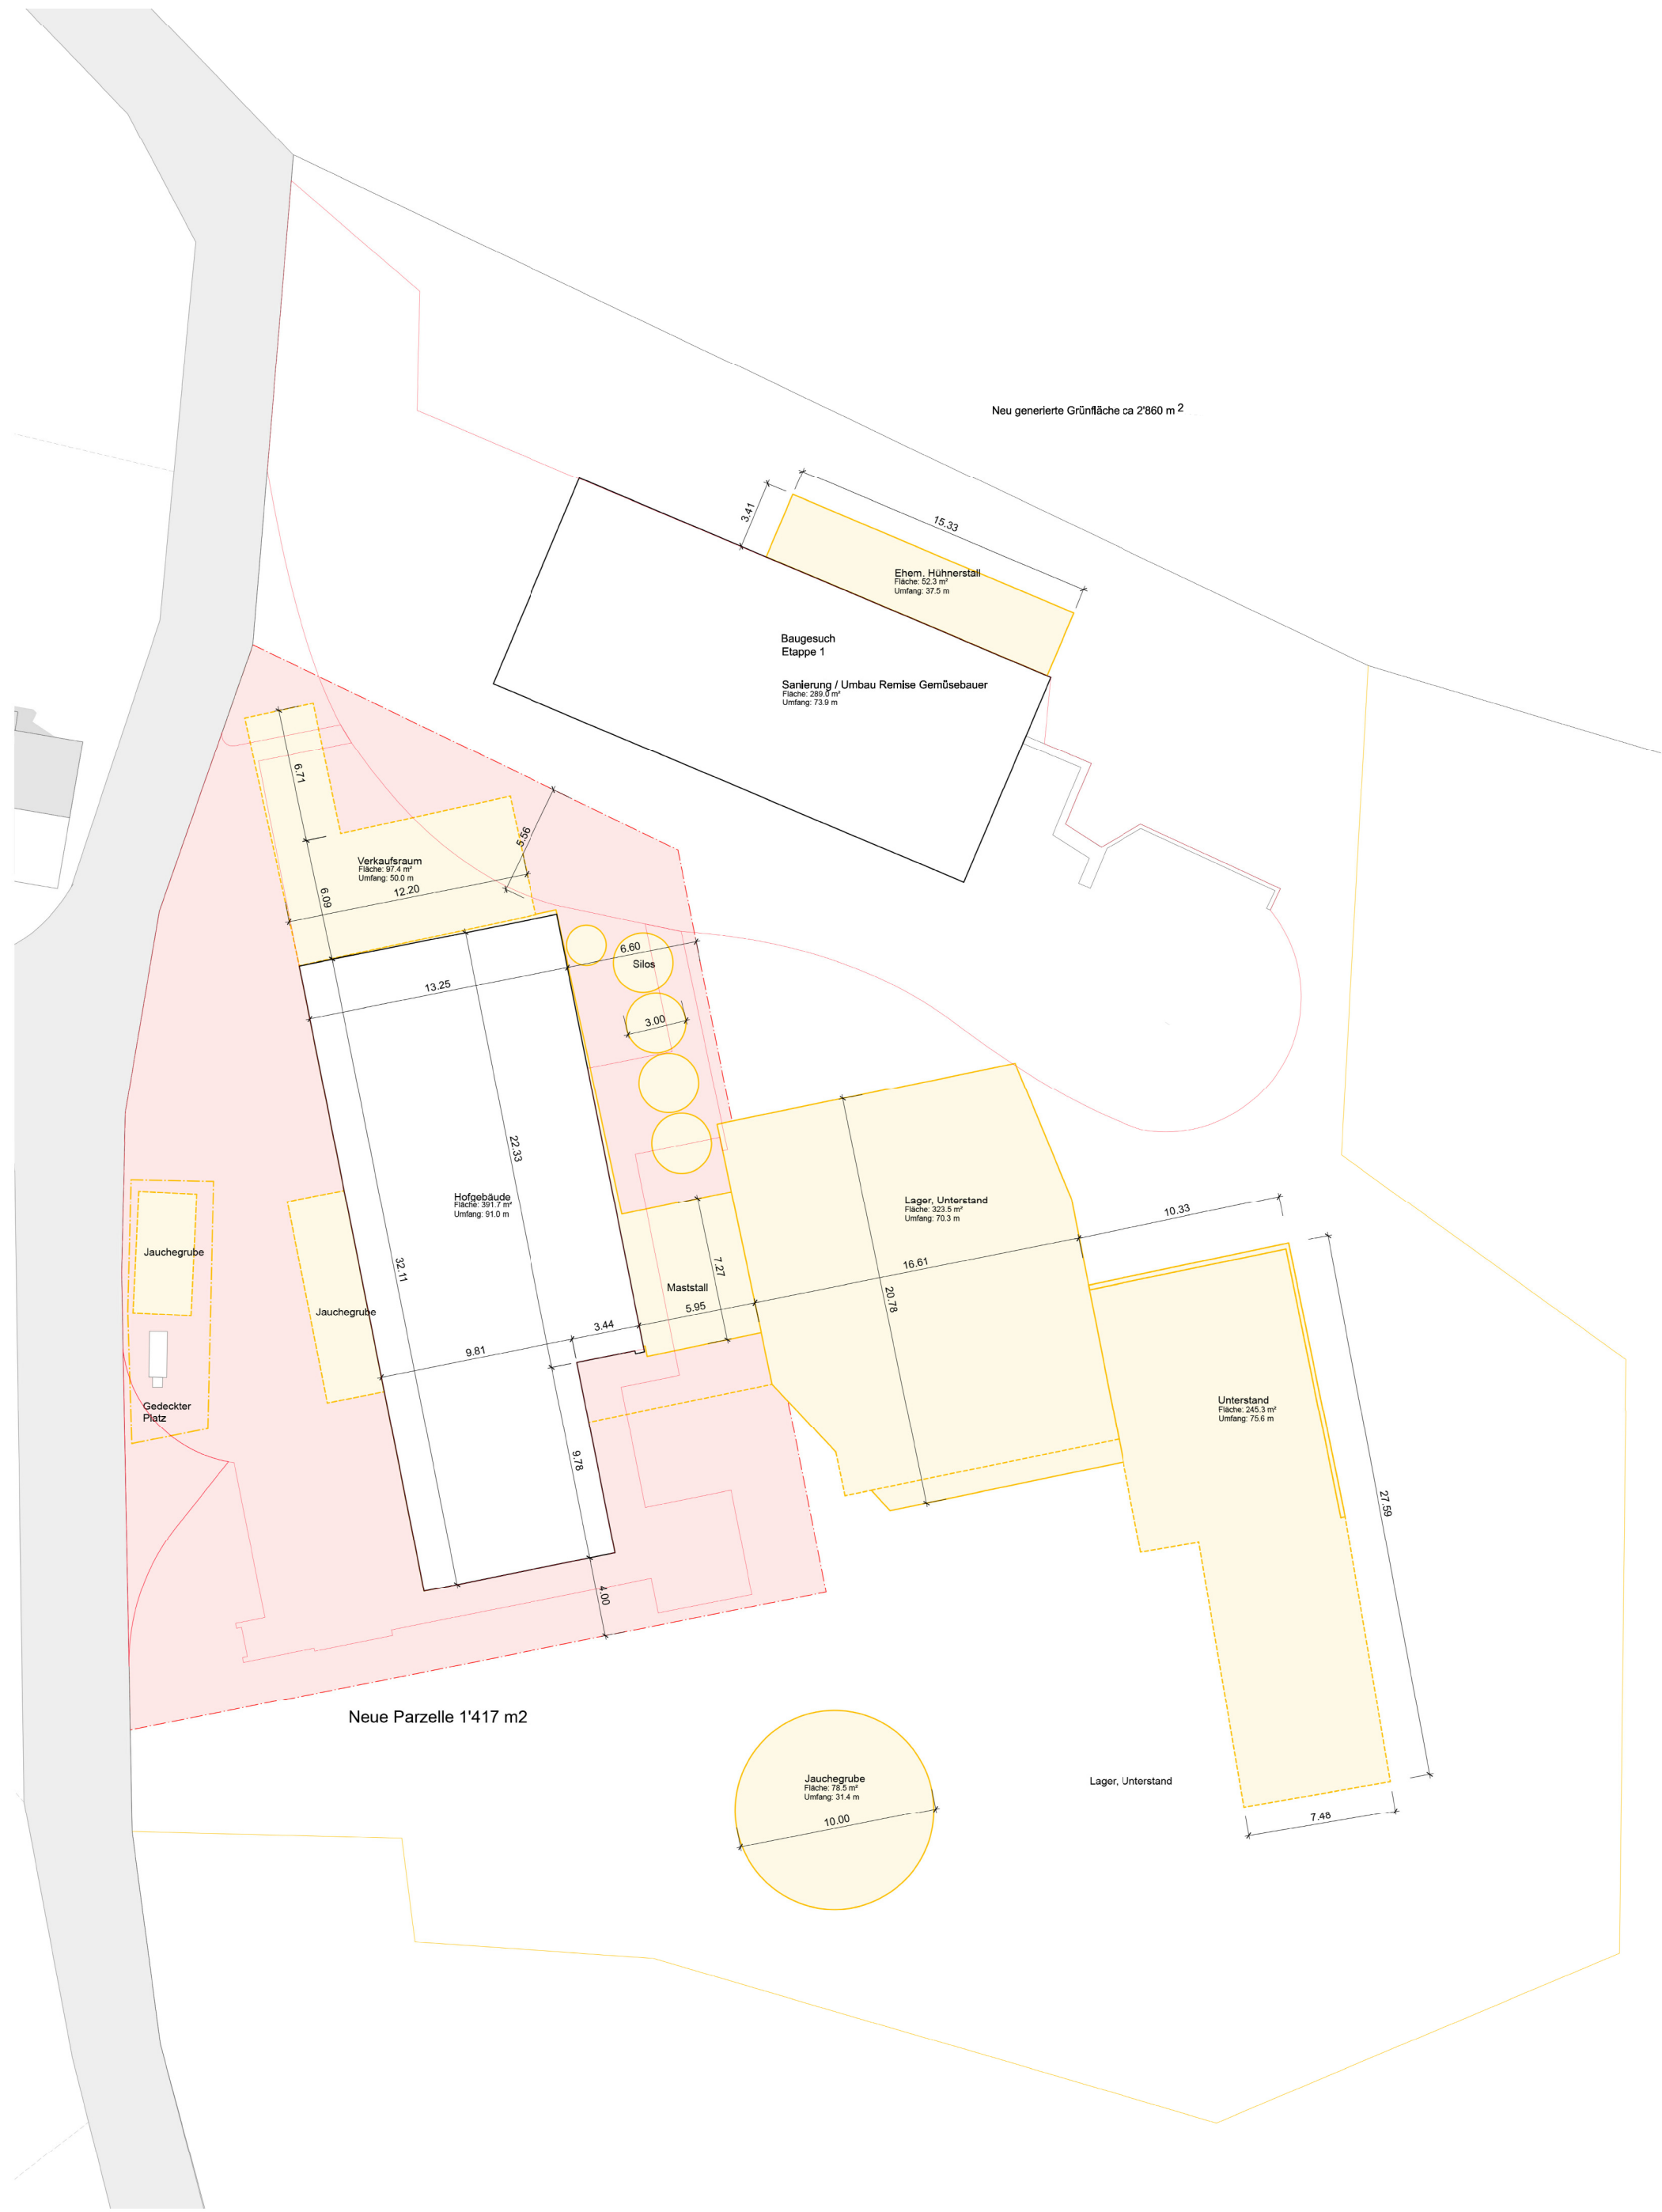 Neu generierte Grünfläche ca 2'860 m 2
3.41
15.33
Ehem. Hühnerstall
Fläche: 52.3 m²
Umfang: 37.5 m
Baugesuch
Etappe 1
Sanierung / Umbau Remise Gemüsebauer
Fläche: 289.0 m²
Umfang: 73.9 m
6.71
5.56
Verkaufsraum
Fläche: 97.4 m²
Umfang: 50.0 m
12.20
6.09
6.60
Silos
13.25
3.00
22.33
Hofgebäude
Fläche: 391.7 m²
Umfang: 91.0 m
Lager, Unterstand
Fläche: 323.5 m²
Umfang: 70.3 m
10.33
Jauchegrube
32.11
7.27
16.61
Maststall
20.78
Jauchegrube
5.95
3.44
9.81
Gedeckter
Platz
Unterstand
Fläche: 245.3 m²
Umfang: 75.6 m
9.78
27.59
4.00
Neue Parzelle 1'417 m2
Jauchegrube
Fläche: 78.5 m²
Umfang: 31.4 m
10.00
Lager, Unterstand
7.48